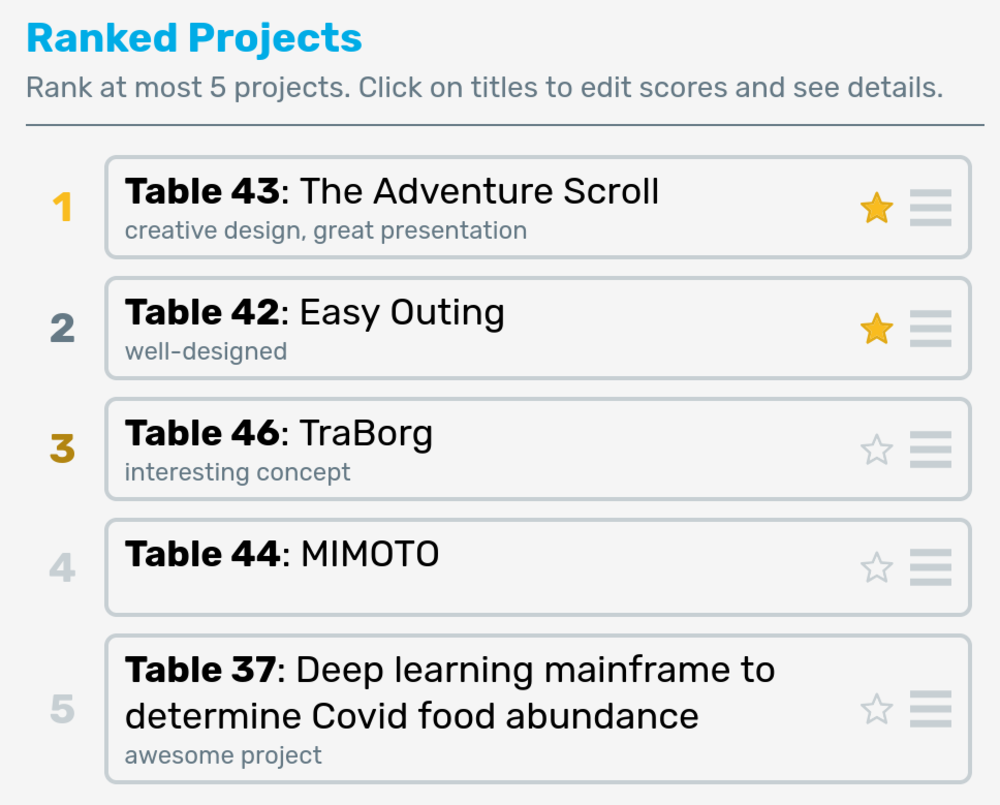 Ranked Projects
Rank at most 5 projects. Click on titles to edit scores and see details.
1
Table 43: The Adventure Scroll
creative design, great presentation
2
Table 42: Easy Outing
well-designed
3
Table 46: TraBorg
interesting concept
4
Table 44: MIMOTO
5
Table 37: Deep learning mainframe to
determine Covid food abundance
awesome project